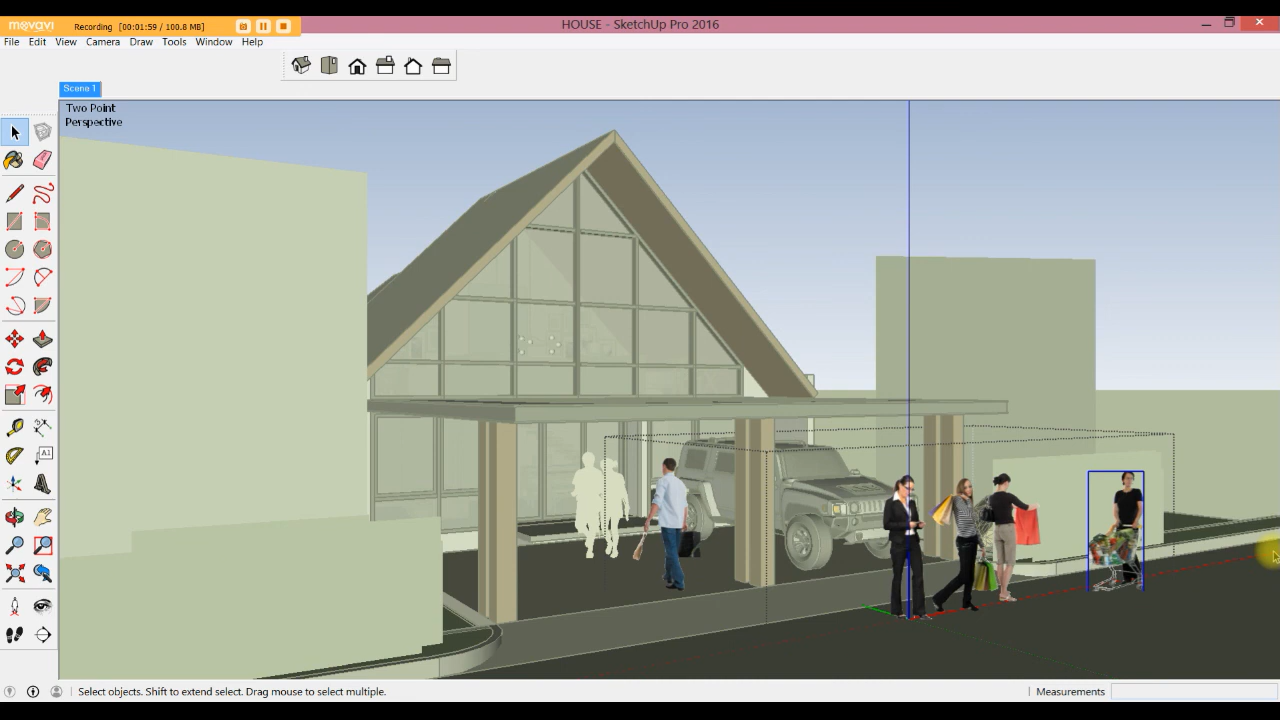 movavi
Recording [00:01:59 / 100.8 MB]
HOUSE - SketchUp Pro 2016
File Edit View Camera Draw Tools Window Help
Scene 1
Two Point
Perspective
A1
Select objects. Shift to extend select. Drag mouse to select multiple.
Measurements